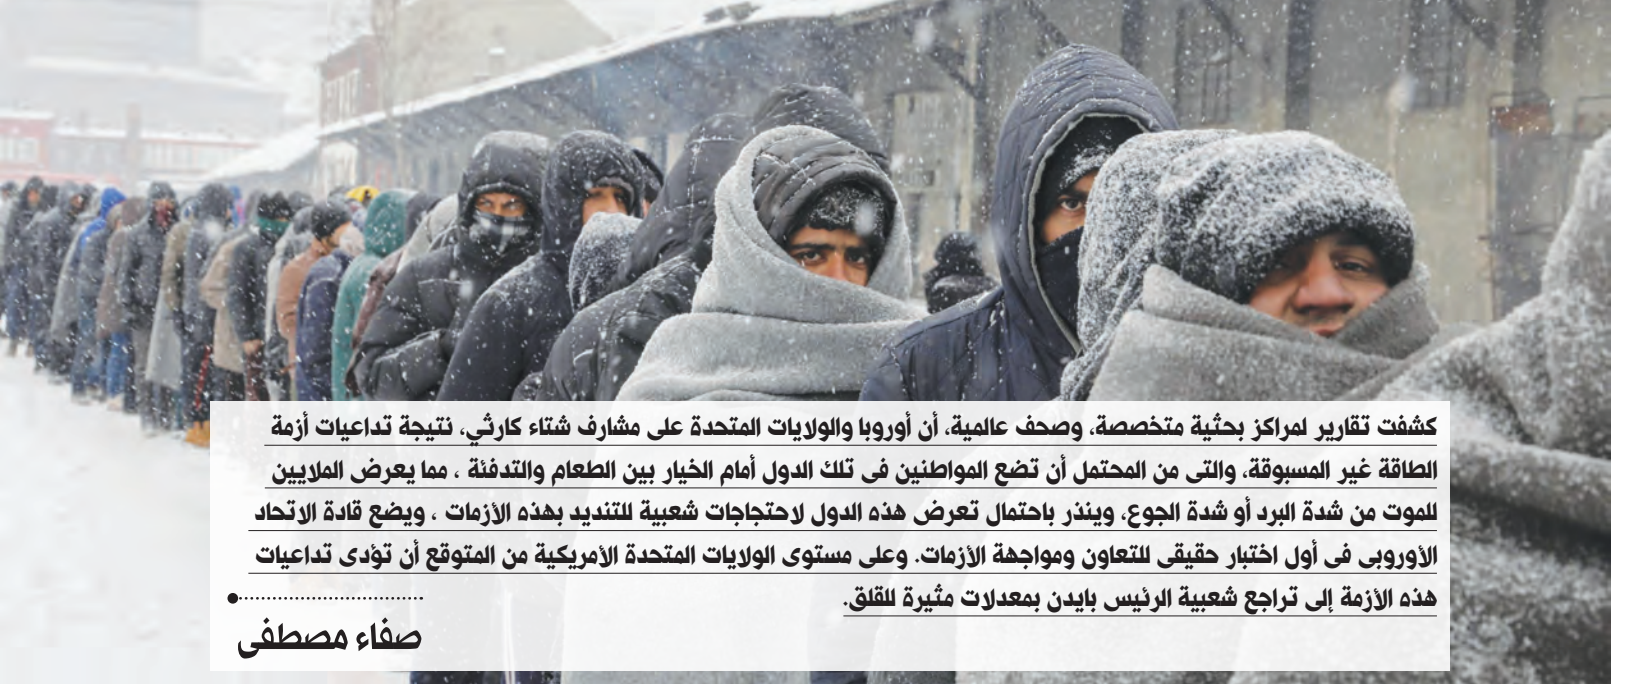 كشفت تقارير لمراكز بحثية متخصصة، وصحف عالمية، أن أوروبا والولايات المتحدة على مشارف شتاء كارثي، نتيجة تداعيات أزمة
الطاقة غير المسبوقة، والتى من المحتمل أن تضع المواطنين فى تلك الدول أمام الخيار بين الطعام والتدفئة ، مما يعرض الملايين
للموت من شدة البرد أو شدة الجوع، وينذر باحتمال تعرض هذه الدول لاحتجاجات شعبية للتنديد بهذه الأزمات ، ويضع قادة الاتحاد
الأوروبى فى أول اختبار حقيقى للتعاون ومواجهة الأزمات. وعلى مستوى الولايات المتحدة الأمريكية من المتوقع أن تؤدى تداعيات
هذه الأزمة إلى تراجع شعبية الرئيس بايدن بمعدلات مثيرة للقلق.
صفاء مصطفى